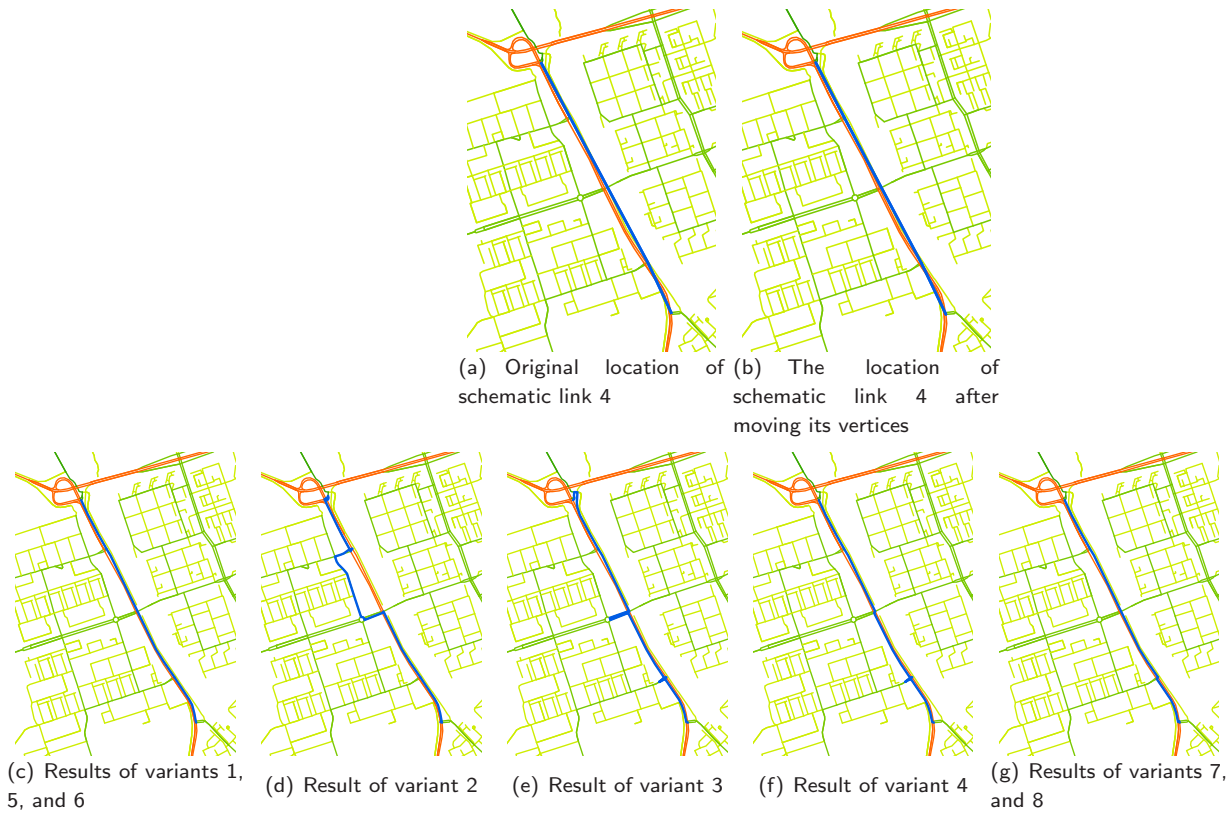 (a) Original location of
schematic link 4
(b) The location of
schematic link 4 after
moving its vertices
(c) Results of variants 1,
5, and 6
(d) Result of variant 2
(e) Result of variant 3
(f) Result of variant 4
(g) Results of variants 7,
and 8